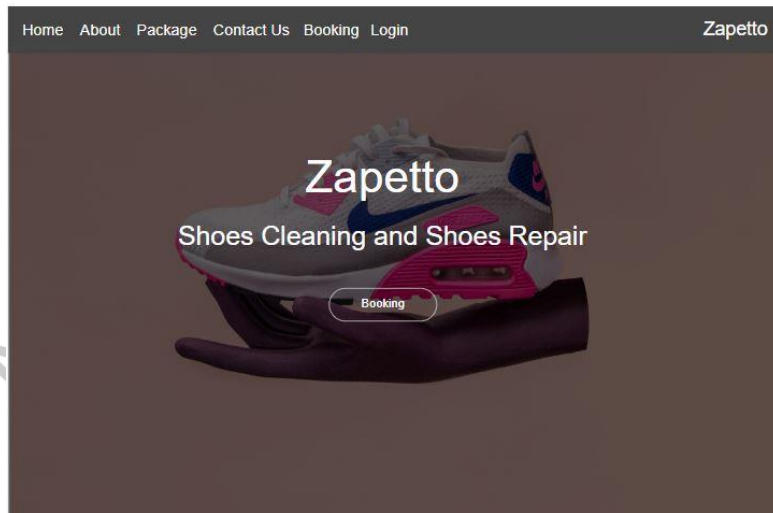 Home About Package Contact Us Booking Login Zapetto
Zapetto
Shoes Cleaning and Shoes Repair
Booking